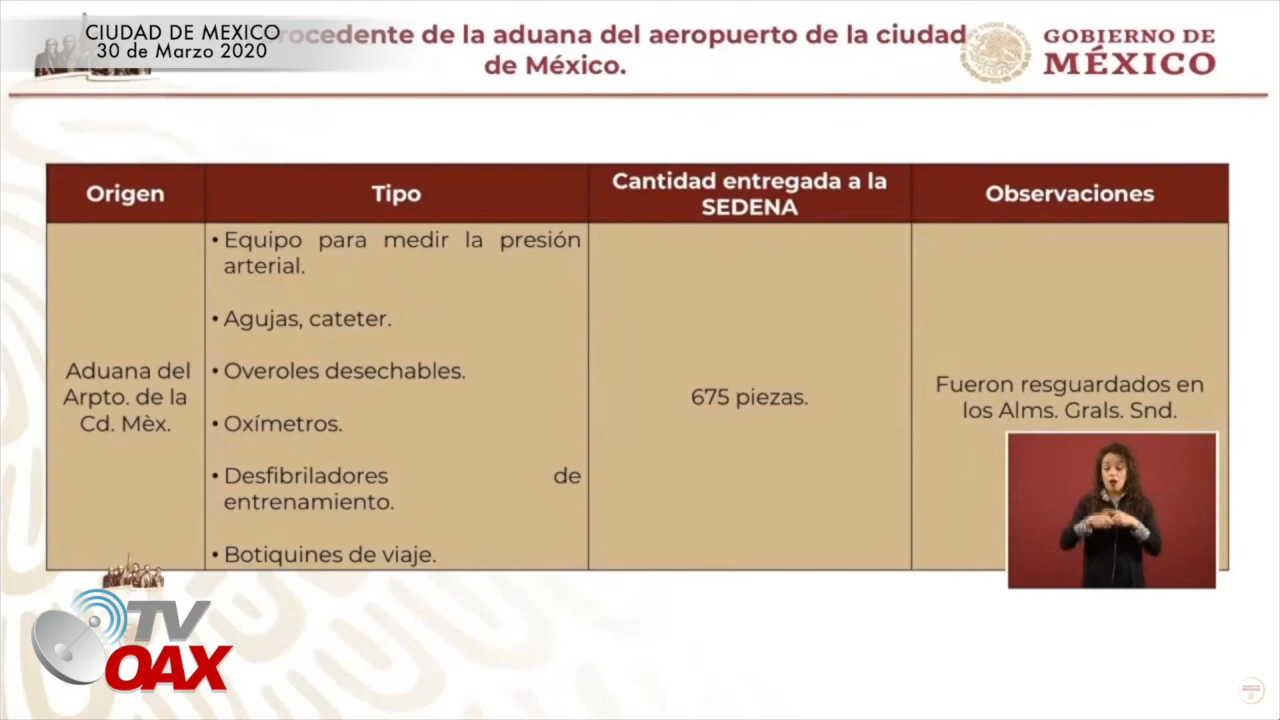 CIUDAD DE MEXICO
30 de Marzo 2020
de la aduana del aeropuerto de la ciudad
de México.
GOBIERNO DE
MÉXICO
Origen
Tipo
Cantidad entregada a la
SEDENA
Observaciones
Aduana del
Arpto. de la
Cd. Mèx.
• Equipo para medir la presión
arterial.
• Agujas, cateter.
• Overoles desechables.
• Oxímetros.
• Desfibriladores de
entrenamiento.
• Botiquines de viaje.
675 piezas.
Fueron resguardados en
los Alms. Grals. Snd.
TV
OAX